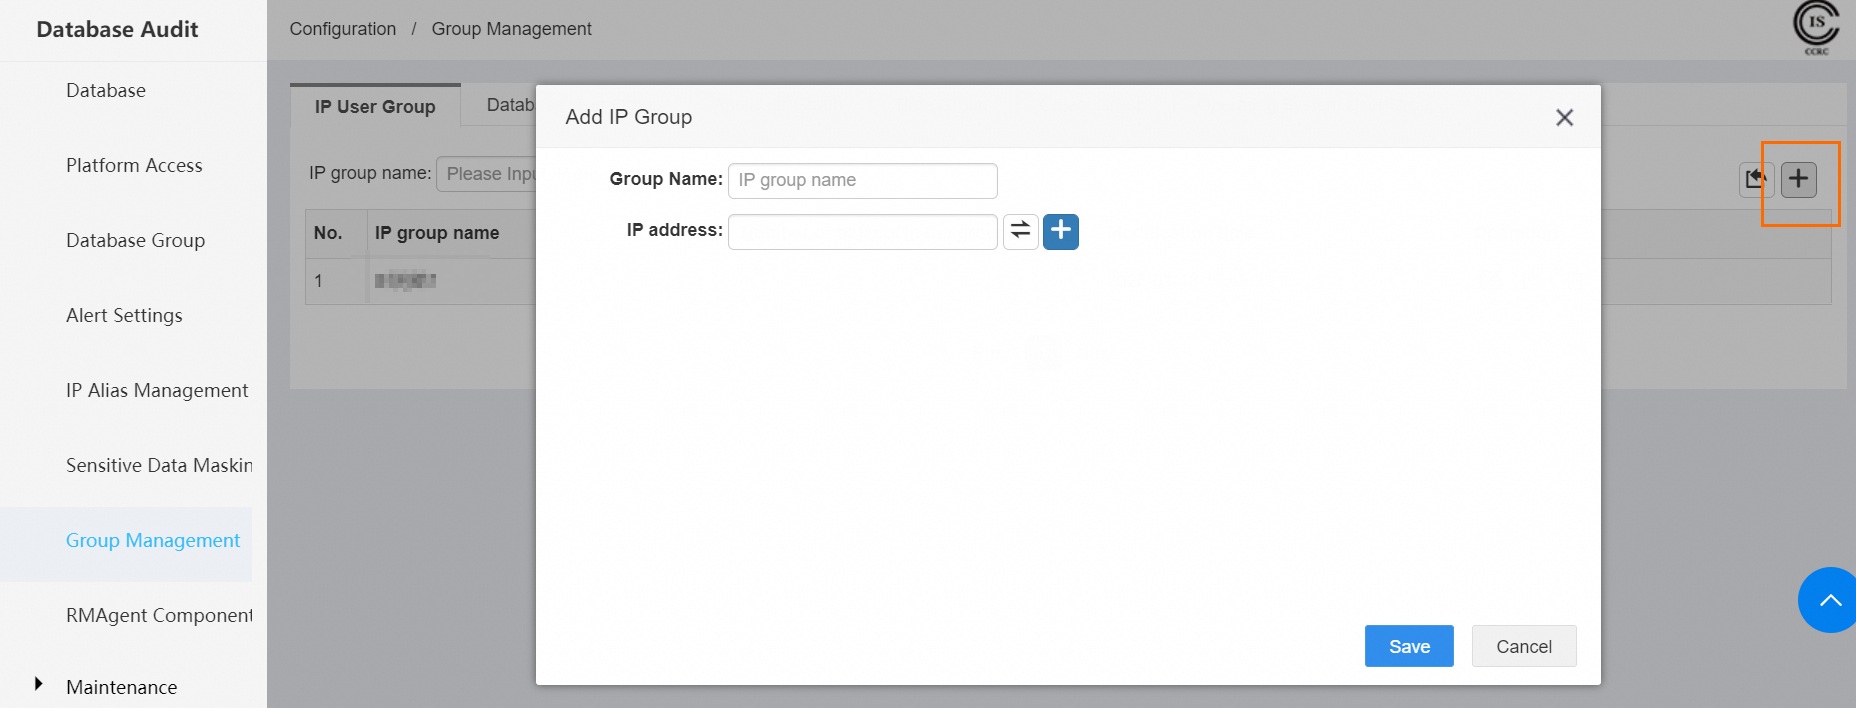 Database Audit
Configuration / Group Management
IS
CCRC
Database
Platform Access
Database Group
Alert Settings
IP Alias Management
Sensitive Data Maskin
Group Management
RMAgent Component
Maintenance
IP User Group
Datab
IP group name: Please Inpu
No. IP group name
1
Add IP Group
Group Name: IP group name
IP address:
Save Cancel